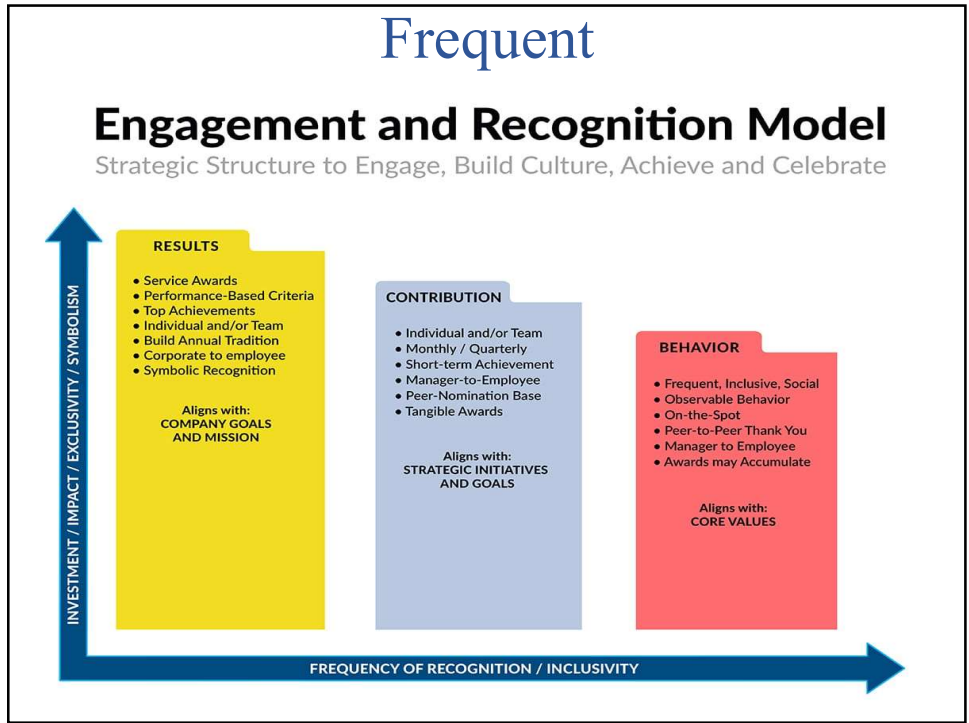 Frequent
Engagement and Recognition Model
Strategic Structure to Engage, Build Culture, Achieve and Celebrate
INVESTMENT / IMPACT / EXCLUSIVITY / SYMBOLISM
RESULTS
• Service Awards
• Performance-Based Criteria
• Top Achievements
• Individual and/or Team
• Build Annual Tradition
• Corporate to employee
• Symbolic Recognition
Aligns with:
COMPANY GOALS
AND MISSION
CONTRIBUTION
• Individual and/or Team
• Monthly / Quarterly
• Short-term Achievement
• Manager-to-Employee
• Peer-Nomination Base
• Tangible Awards
Aligns with:
STRATEGIC INITIATIVES
AND GOALS
BEHAVIOR
• Frequent, Inclusive, Social
• Observable Behavior
• On-the-Spot
• Peer-to-Peer Thank You
• Manager to Employee
• Awards may Accumulate
Aligns with:
CORE VALUES
FREQUENCY OF RECOGNITION / INCLUSIVITY